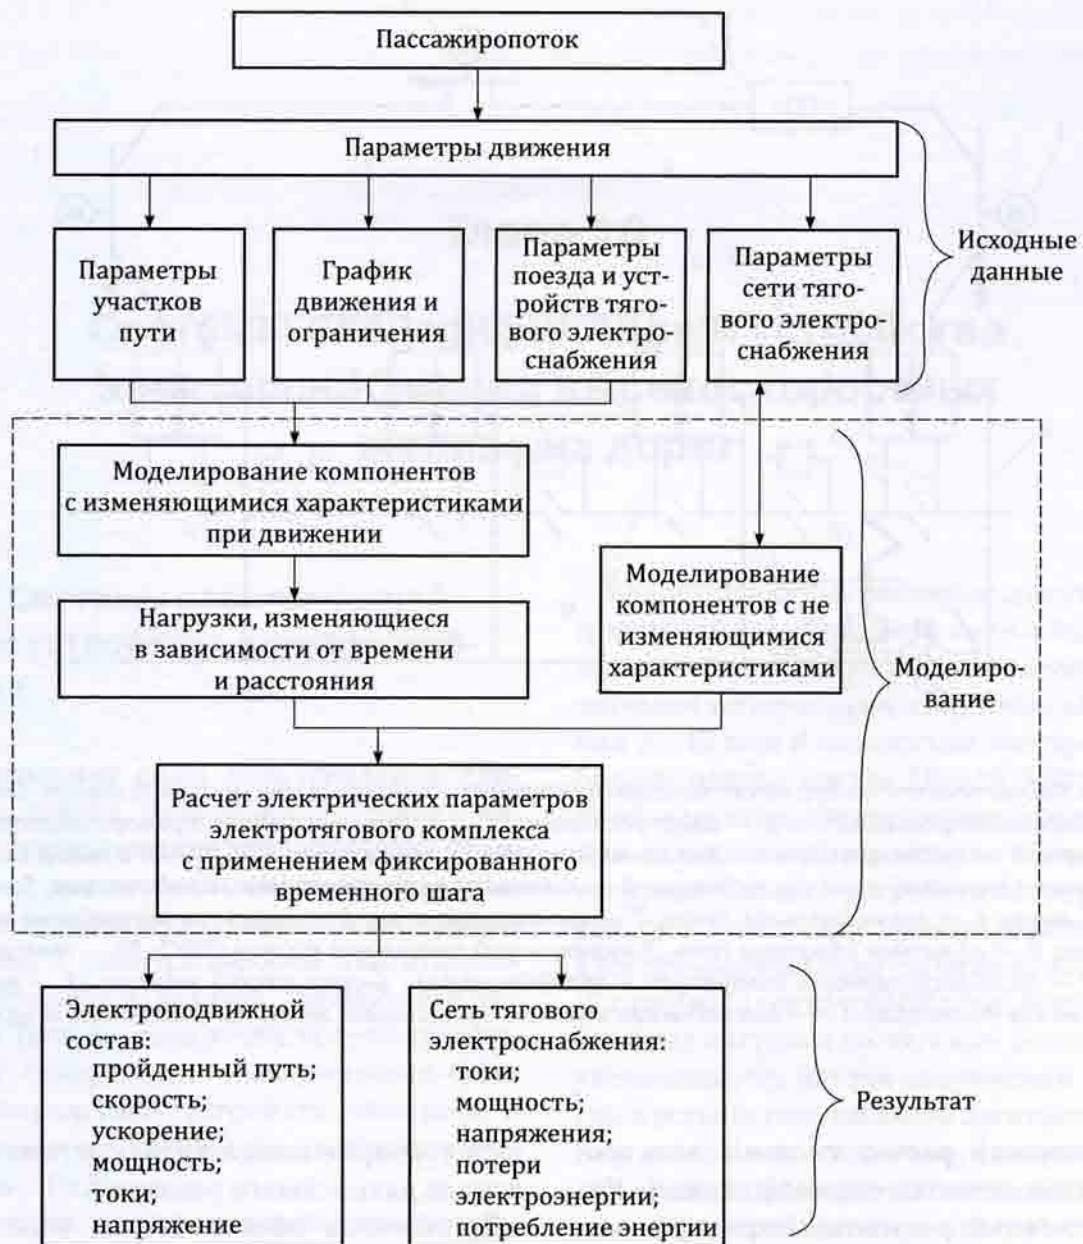 Пассажиропоток
Параметры движения
Параметры
участков
пути
График
движения и
ограничения
Параметры
поезда и уст-
ройств тяго-
вого электро-
снабжения
Параметры
сети тяго-
вого электро-
снабжения
Исходные
данные
Моделирование компонентов
с изменяющимися характеристиками
при движении
Нагрузки, изменяющиеся
в зависимости от времени
и расстояния
Моделирование
компонентов с не
изменяющимися
характеристиками
Моделиро-
вание
Расчет электрических параметров
электротягового комплекса
с применением фиксированного
временного шага
Электроподвижной
состав:
пройденный путь;
скорость;
ускорение;
мощность;
токи;
напряжение
Сеть тягового
электроснабжения:
токи;
мощность;
напряжения;
потери
электроэнергии;
потребление энергии
Результат